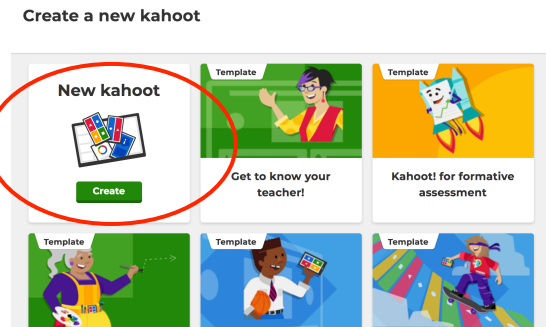 Create a new kahoot
New kahoot
Create
Template
Get to know your
teacher!
Template
Kahoot! for formative
assessment
Template
Template
Template